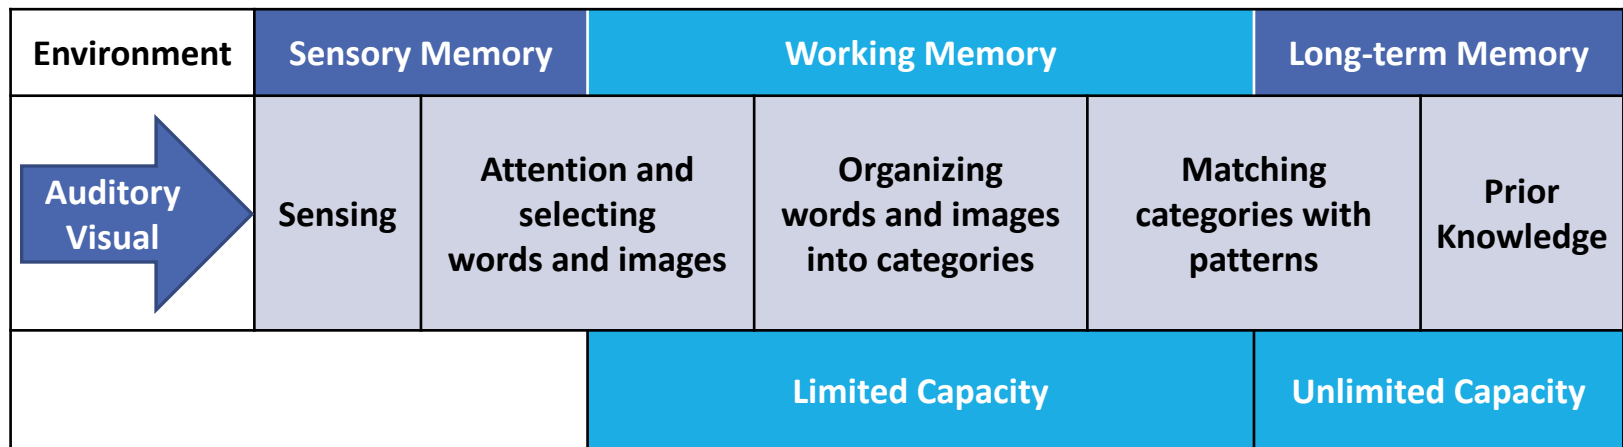 Environment
Sensory Memory
Working Memory
Long-term Memory
Auditory
Visual
Sensing
Attention and
selecting
words and images
Organizing
words and images
into categories
Matching
categories with
patterns
Prior
Knowledge
Limited Capacity
Unlimited Capacity